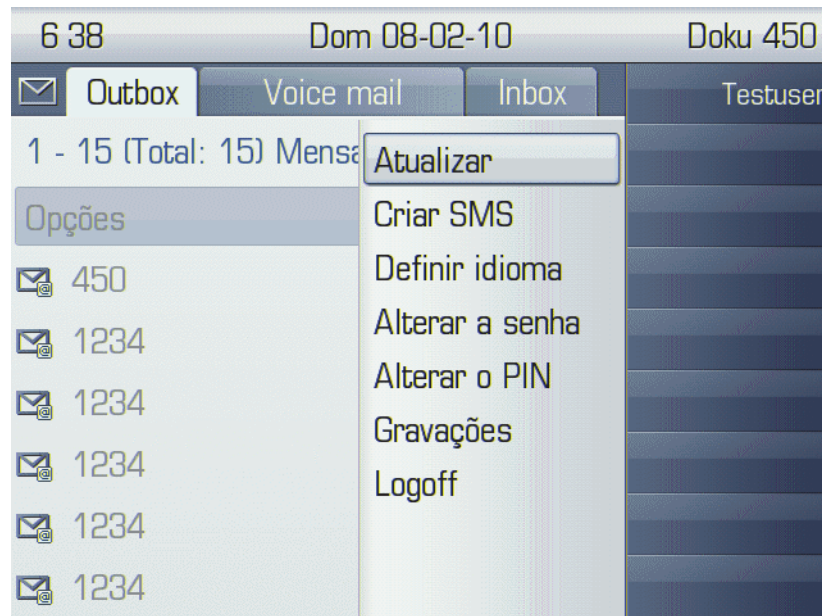 6 38 Dom 08-02-10 Doku 450
Outbox Voice mail Inbox Testuser
1 - 15 (Total: 15) Mensa
Atualizar
Opções
Criar SMS
450
Definir idioma
1234
Alterar a senha
1234
Alterar o PIN
Gravações
1234
Logoff
1234
1234